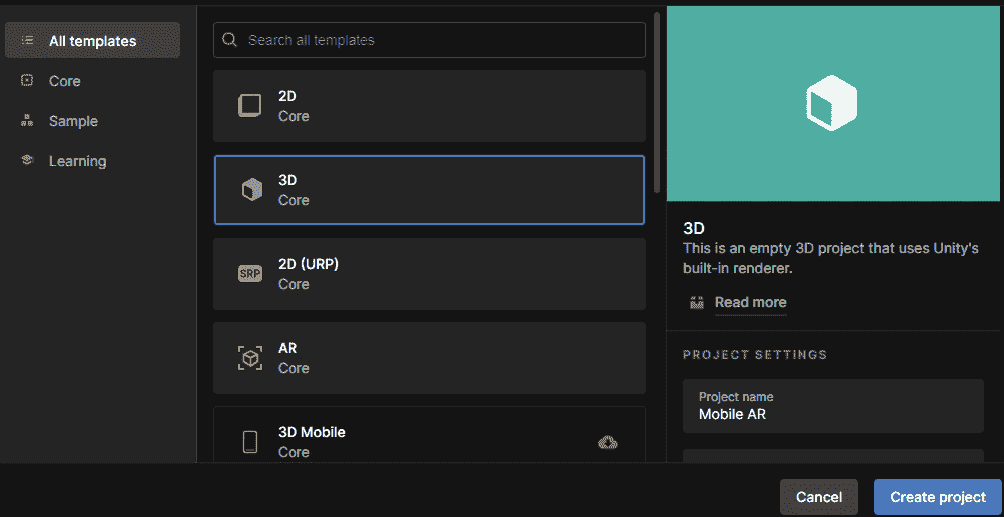 All templates
Core
Sample
Learning
Search all templates
2D
Core
3D
Core
SRP
2D (URP)
Core
AR
Core
3D Mobile
Core
3D
This is an empty 3D project that uses Unity's
built-in renderer.
Read more
PROJECT SETTINGS
Project name
Mobile AR
Cancel
Create project